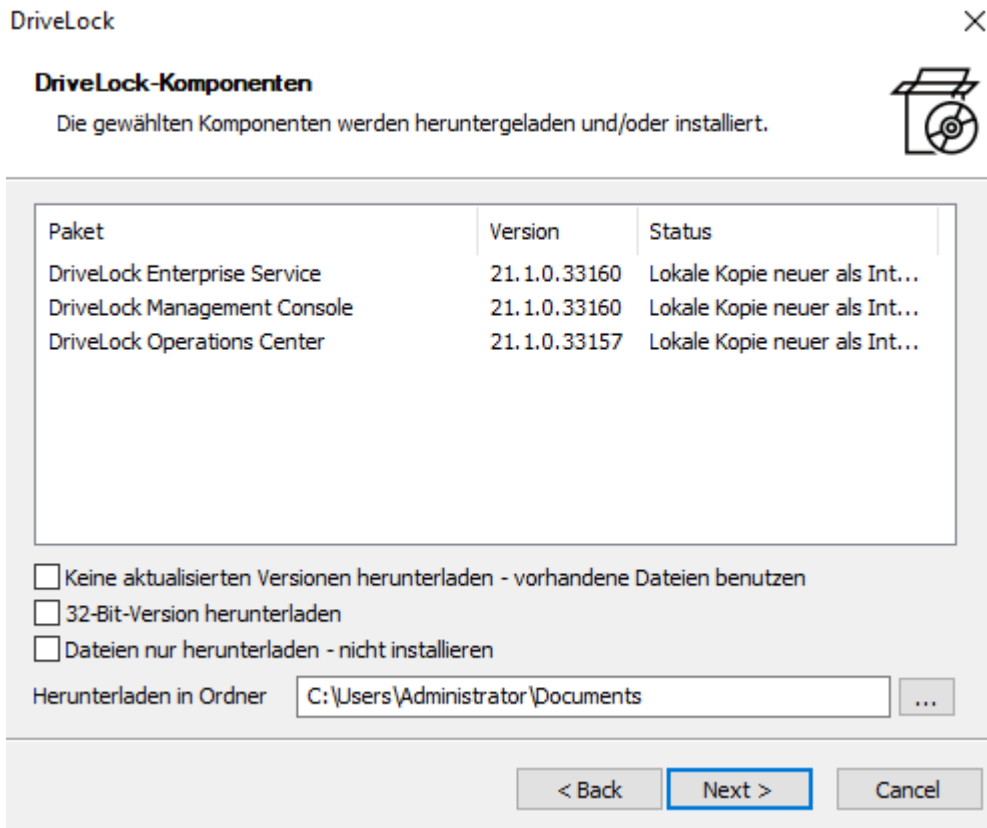 DriveLock
DriveLock-Komponenten
Die gewählten Komponenten werden heruntergeladen und/oder installiert.
Paket Version Status
DriveLock Enterprise Service 21.1.0.33160 Lokale Kopie neuer als Int...
DriveLock Management Console 21.1.0.33160 Lokale Kopie neuer als Int...
DriveLock Operations Center 21.1.0.33157 Lokale Kopie neuer als Int...
Keine aktualisierten Versionen herunterladen - vorhandene Dateien benutzen
32-Bit-Version herunterladen
Dateien nur herunterladen - nicht installieren
Herunterladen in Ordner C:\Users\Administrator\Documents ...
< Back Next > Cancel